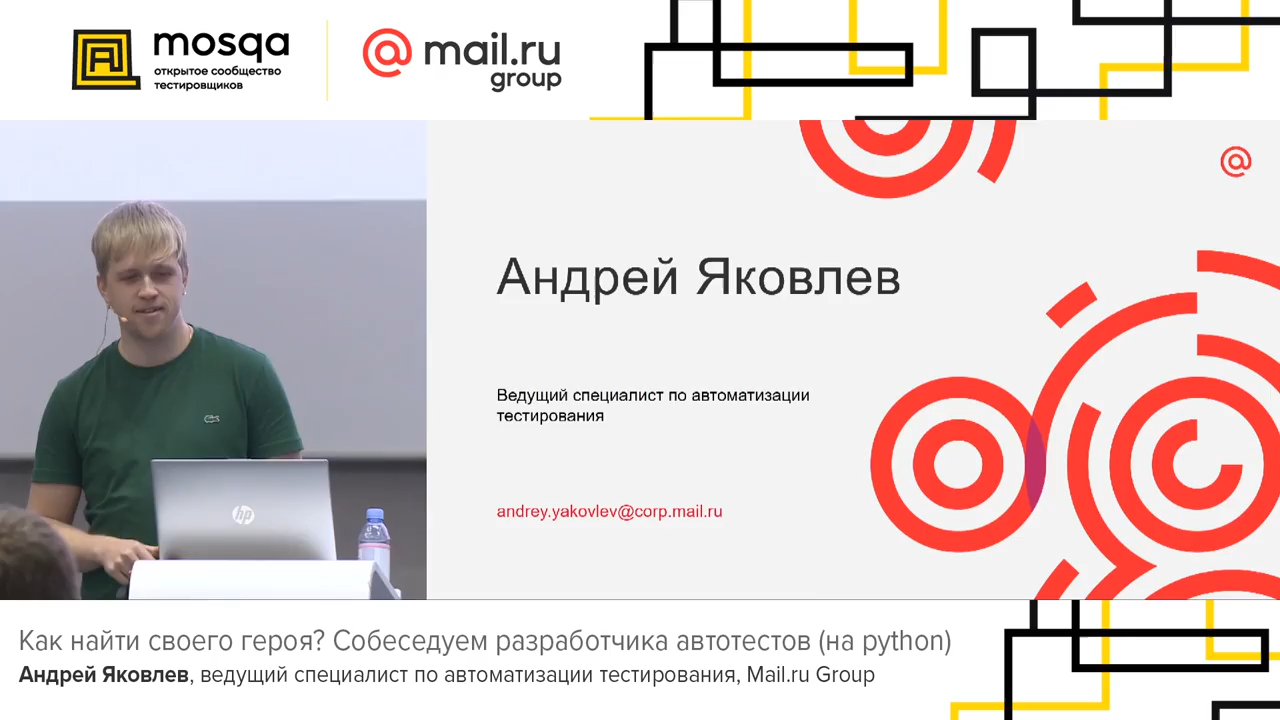 mosqa
открытое сообщество
тестировщиков
@mail.ru
group
@
Андрей Яковлев
Ведущий специалист по автоматизации
тестирования
andrey.yakovlev@corp.mail.ru
hp
Как найти своего героя? Собеседуем разработчика автотестов (на python)
Андрей Яковлев, ведущий специалист по автоматизации тестирования, Mail.ru Group